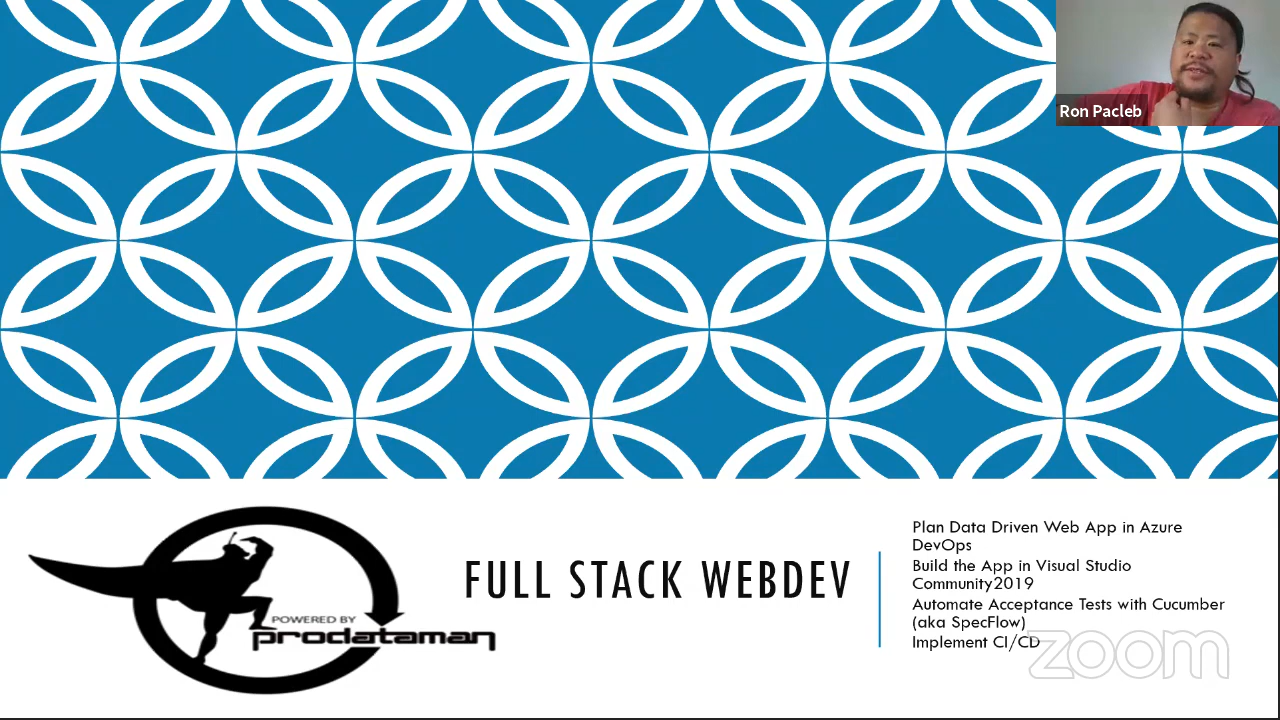 Ron Pacleb
POWERED BY
prodataman
FULL STACK WEBDEV
Plan Data Driven Web App in Azure
DevOps
Build the App in Visual Studio
Community2019
Automate Acceptance Tests with Cucumber
(aka SpecFlow)
Implement CI/CD
zoom